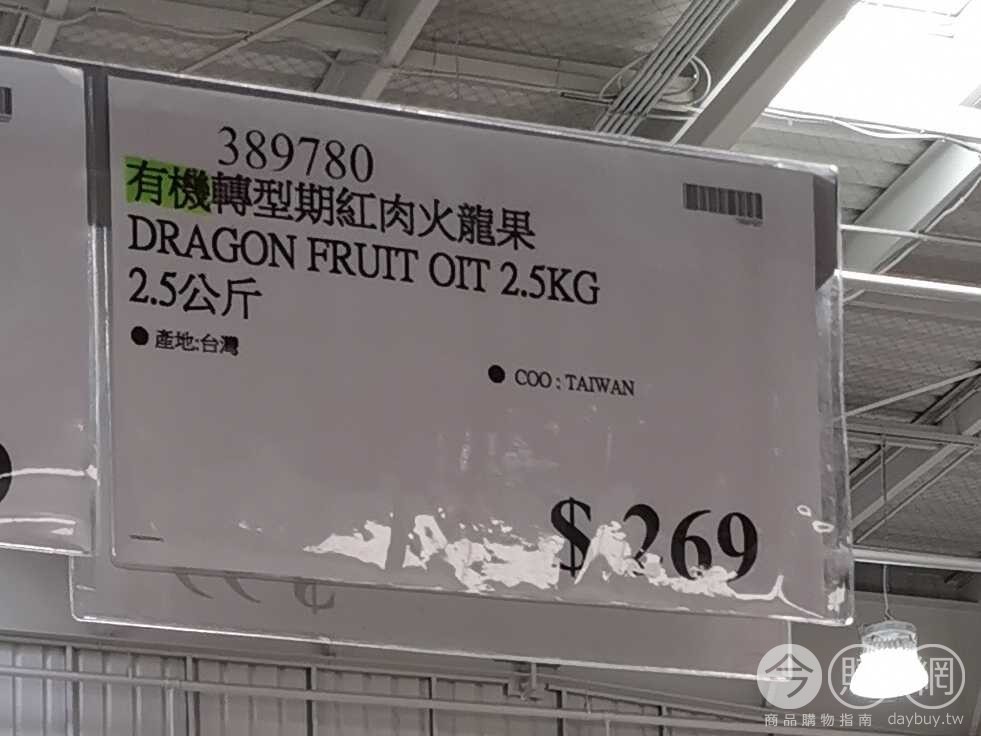 389780
有機轉型期紅肉火龍果
DRAGON FRUIT OIT 2.5KG
2.5公斤
● 產地:台灣
● COO : TAIWAN
$ 269
今
網
商品購物指南 daybuy.tw